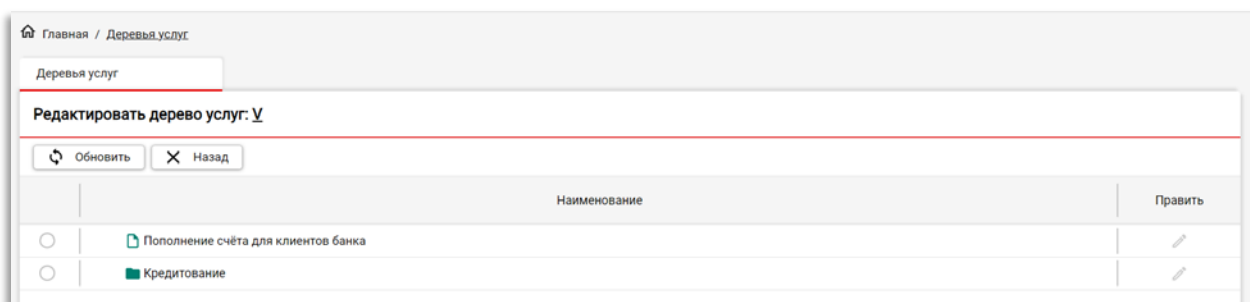 Главная / Деревья услуг
Деревья услуг
Редактировать дерево услуг: V
Обновить Назад
Наименование Править
Пополнение счёта для клиентов банка
Кредитование